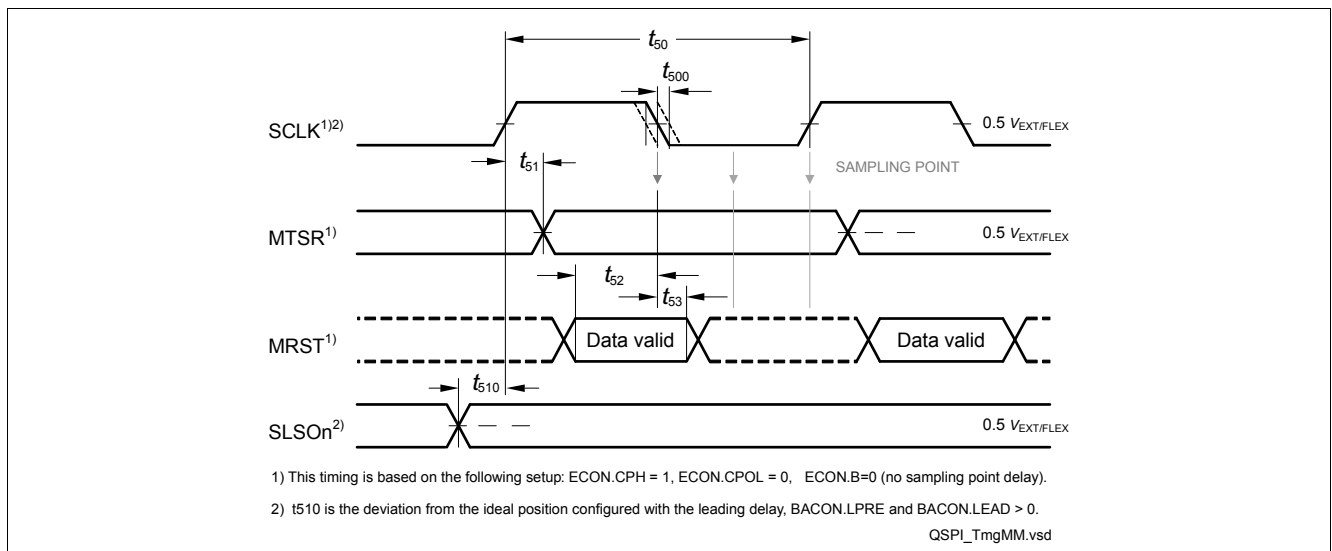 t50
t500
SCLK1)2)
0.5 VEXT/FLEX
t51
SAMPLING POINT
MTSR1)
0.5 VEXT/FLEX
t52
t53
MRST1)
Data valid
Data valid
t510
SLSOn2)
0.5 VEXT/FLEX
1) This timing is based on the following setup: ECON.CPH = 1, ECON.CPOL = 0, ECON.B=0 (no sampling point delay).
2) t510 is the deviation from the ideal position configured with the leading delay, BACON.LPRE and BACON.LEAD > 0.
QSPI_TmgMM.vsd